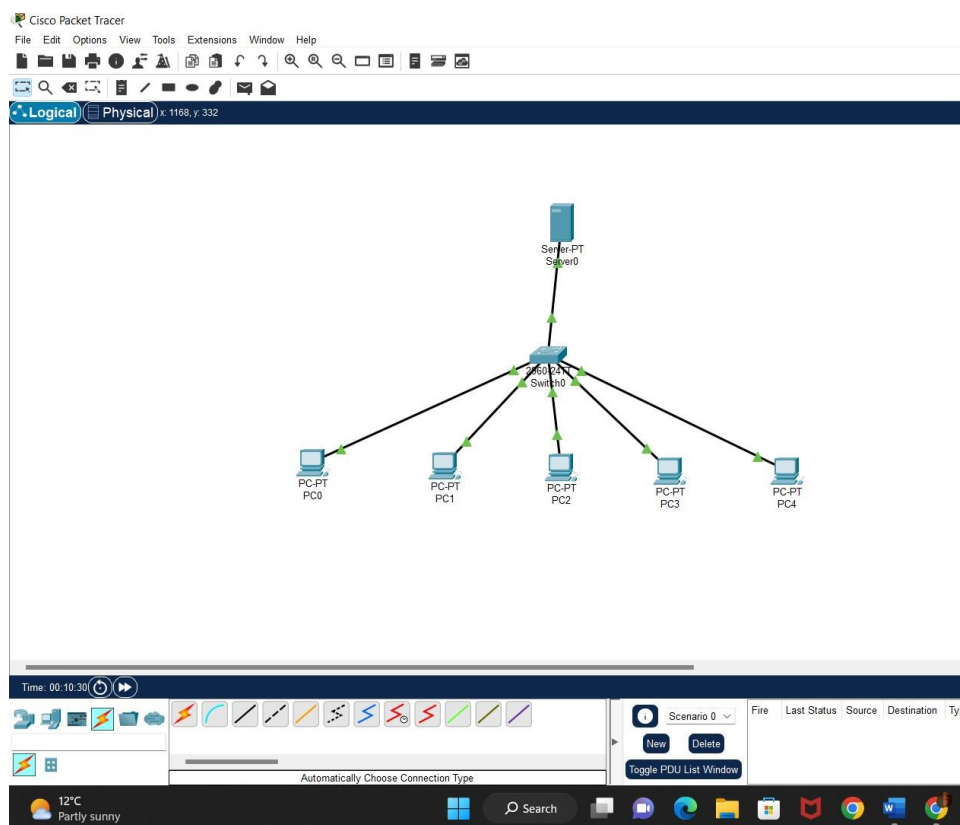 Cisco Packet Tracer
File Edit Options View Tools Extensions Window Help
Logical Physical x: 1168, y: 332
Server-PT
Server0
2960-24TT
Switch0
PC-PT
PC0
PC-PT
PC1
PC-PT
PC2
PC-PT
PC3
PC-PT
PC4
Time: 00:10:30
Scenario 0
Fire Last Status Source Destination Ty
New Delete
Toggle PDU List Window
Automatically Choose Connection Type
12°C
Partly sunny
Search